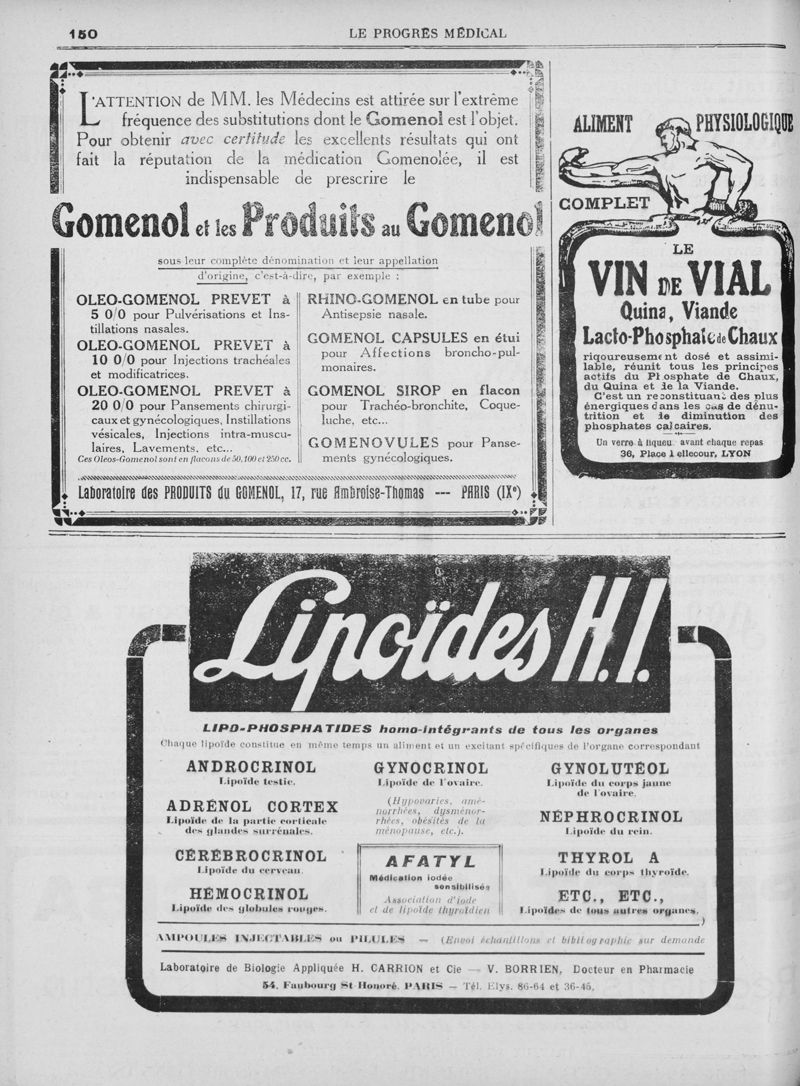 150
LE PROGRÈS MÉDICAL
L'ATTENTION de MM. les Médecins est attirée sur l'extrême
fréquence des substitutions dont le Gomenol est l'objet.
Pour obtenir avec certitude les excellents résultats qui ont
fait la réputation de la médication Gomenolée, il est
indispensable de prescrire le
Gomenol et les Produits au Gomenol
sous leur complète dénomination et leur appellation
d'origine, c'est-à-dire, par exemple :
OLEO-GOMENOL PREVET à
5 0/0 pour Pulvérisations et Ins-
tillations nasales.
OLEO-GOMENOL PREVET à
10 0/0 pour Injections trachéales
et modificatrices.
OLEO-GOMENOL PREVET à
20 0/0 pour Pansements chirurgi-
caux et gynécologiques, Instillations
vésicales, Injections intra-muscu-
laires, Lavements, etc...
Ces Oleos-Gomenol sont en flacons de 50, 100 et 250 cc.
RHINO-GOMENOL en tube pour
Antisepsie nasale.
GOMENOL CAPSULES en étui
pour Affections broncho-pul-
monaires.
GOMENOL SIROP en flacon
pour Trachéo-bronchite, Coque-
luche, etc...
GOMENOVULES pour Panse-
ments gynécologiques.
Laboratoire des PRODUITS du GOMENOL, 17, rue Ambroise-Thomas --- PARIS (IXe)
ALIMENT PHYSIOLOGIQUE
COMPLET
LE
VIN DE VIAL
Quina, Viande
Lacto-Phosphate de Chaux
rigoureusement dosé et assimi-
lable, réunit tous les principes
actifs du Phosphate de Chaux,
du Quina et de la Viande.
C'est un reconstituant des plus
énergiques dans les cas de dénu-
trition et de diminution des
phosphates calcaires.
Un verre à liqueu. avant chaque repas
36, Place Bellecour, LYON
Lipoïdes H.I.
LIPO-PHOSPHATIDES homo-intégrants de tous les organes
Chaque lipoïde constitue en même temps un aliment et un excitant spécifiques de l'organe correspondant
ANDROCRINOL
Lipoïde testic.
ADRÉNOL CORTEX
Lipoïde de la partie corticale
des glandes surrénales.
CÉRÉBROCRINOL
Lipoïde du cerveau.
HÉMOCRINOL
Lipoïde des globules rouges.
GYNOCRINOL
Lipoïde de l'ovaire.
(Hypovaries, amé-
norrhées, dysménor-
rhées, obésités de la
ménopause, etc.).
AFATYL
Médication iodée
sensibilisée
Association d'iode
et de lipoïde thyroïdien
GYNOLUTÉOL
Lipoïde du corps jaune
de l'ovaire.
NÉPHROCRINOL
Lipoïde du rein.
THYROL A
Lipoïde du corps thyroïde.
ETC., ETC.,
Lipoïdes de tous autres organes.
AMPOULES INJECTABLES ou PILULES — (Envoi échantillons et bibliographie sur demande)
Laboratoire de Biologie Appliquée H. CARRION et Cie — V. BORRIEN, Docteur en Pharmacie
54, Faubourg St Honoré, PARIS — Tél. Elys. 86-64 et 36-45.